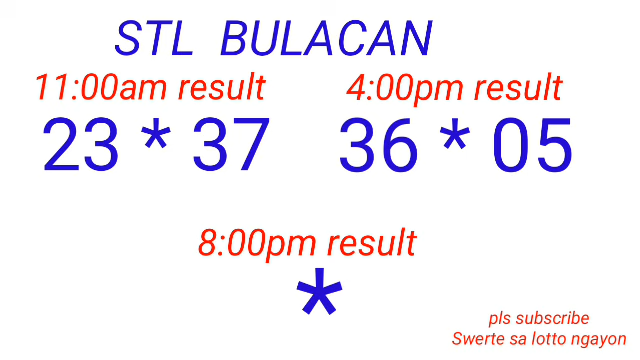 STL BULACAN
11:00am result 4:00pm result
23 * 37 36 * 05
8:00pm result
*
pls subscribe
Swerte sa lotto ngayon